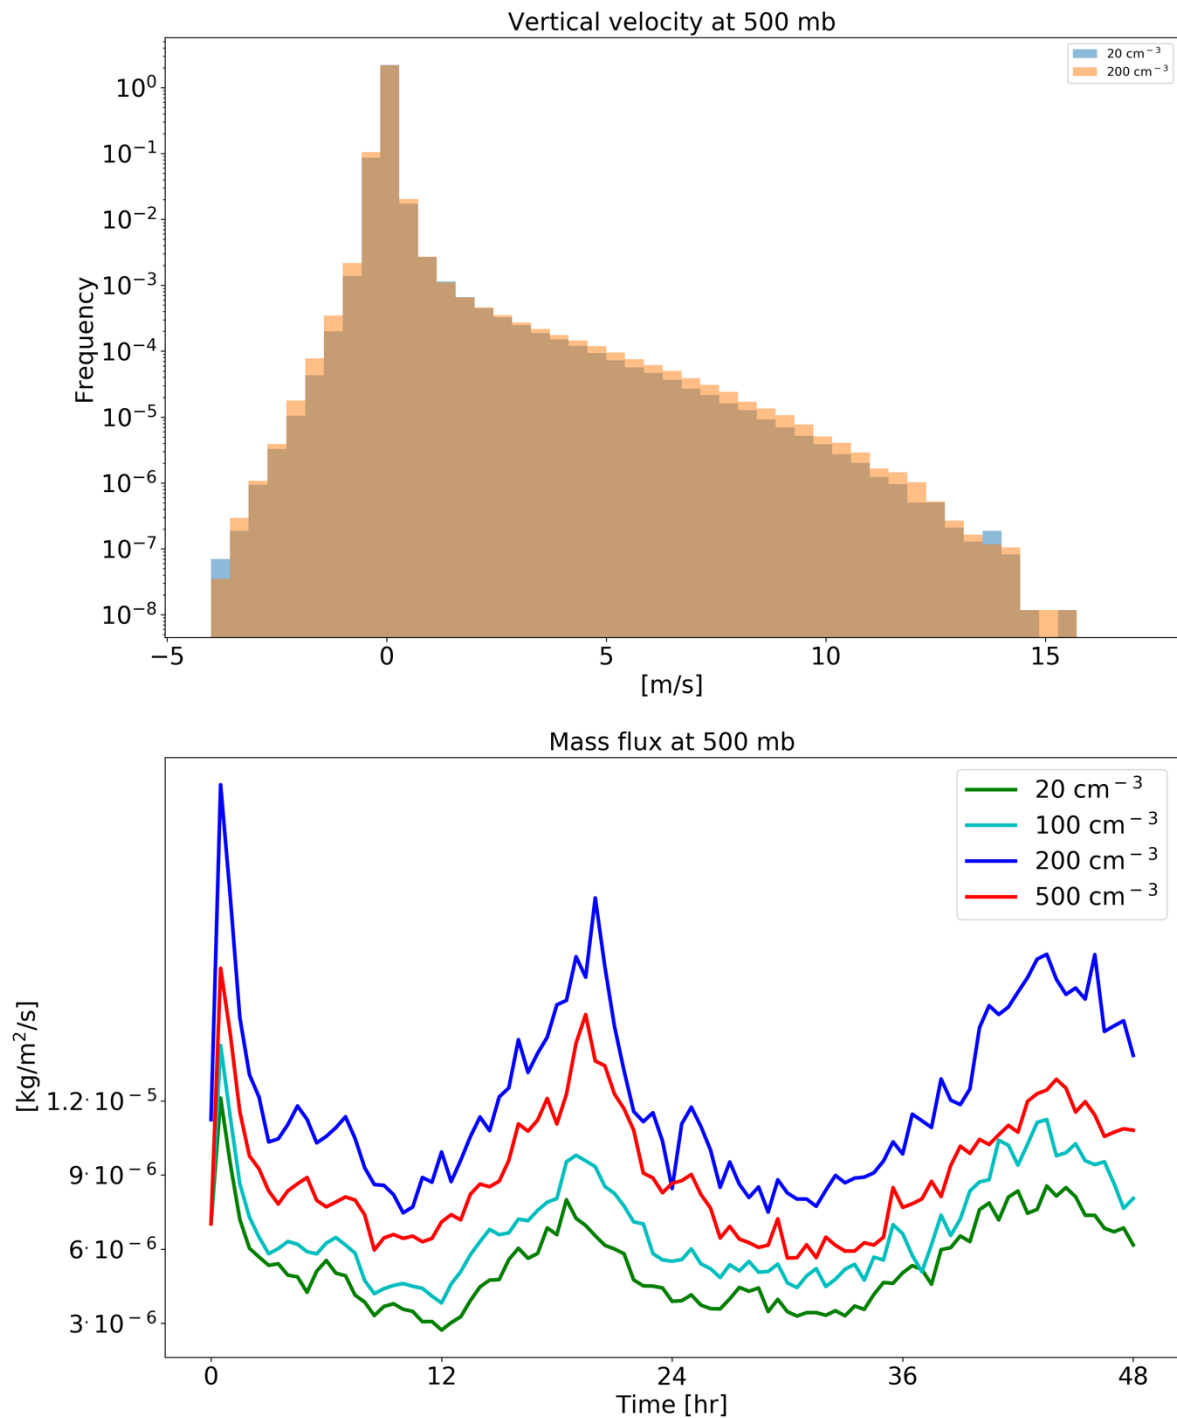 Vertical velocity at 500 mb
20 cm⁻³
200 cm⁻³
Frequency
10⁰
10⁻¹
10⁻²
10⁻³
10⁻⁴
10⁻⁵
10⁻⁶
10⁻⁷
10⁻⁸
−5 0 5 10 15
[m/s]
Mass flux at 500 mb
20 cm⁻³
100 cm⁻³
200 cm⁻³
500 cm⁻³
[kg/m²/s]
1.2· 10⁻⁵
9· 10⁻⁶
6· 10⁻⁶
3· 10⁻⁶
0 12 24 36 48
Time [hr]